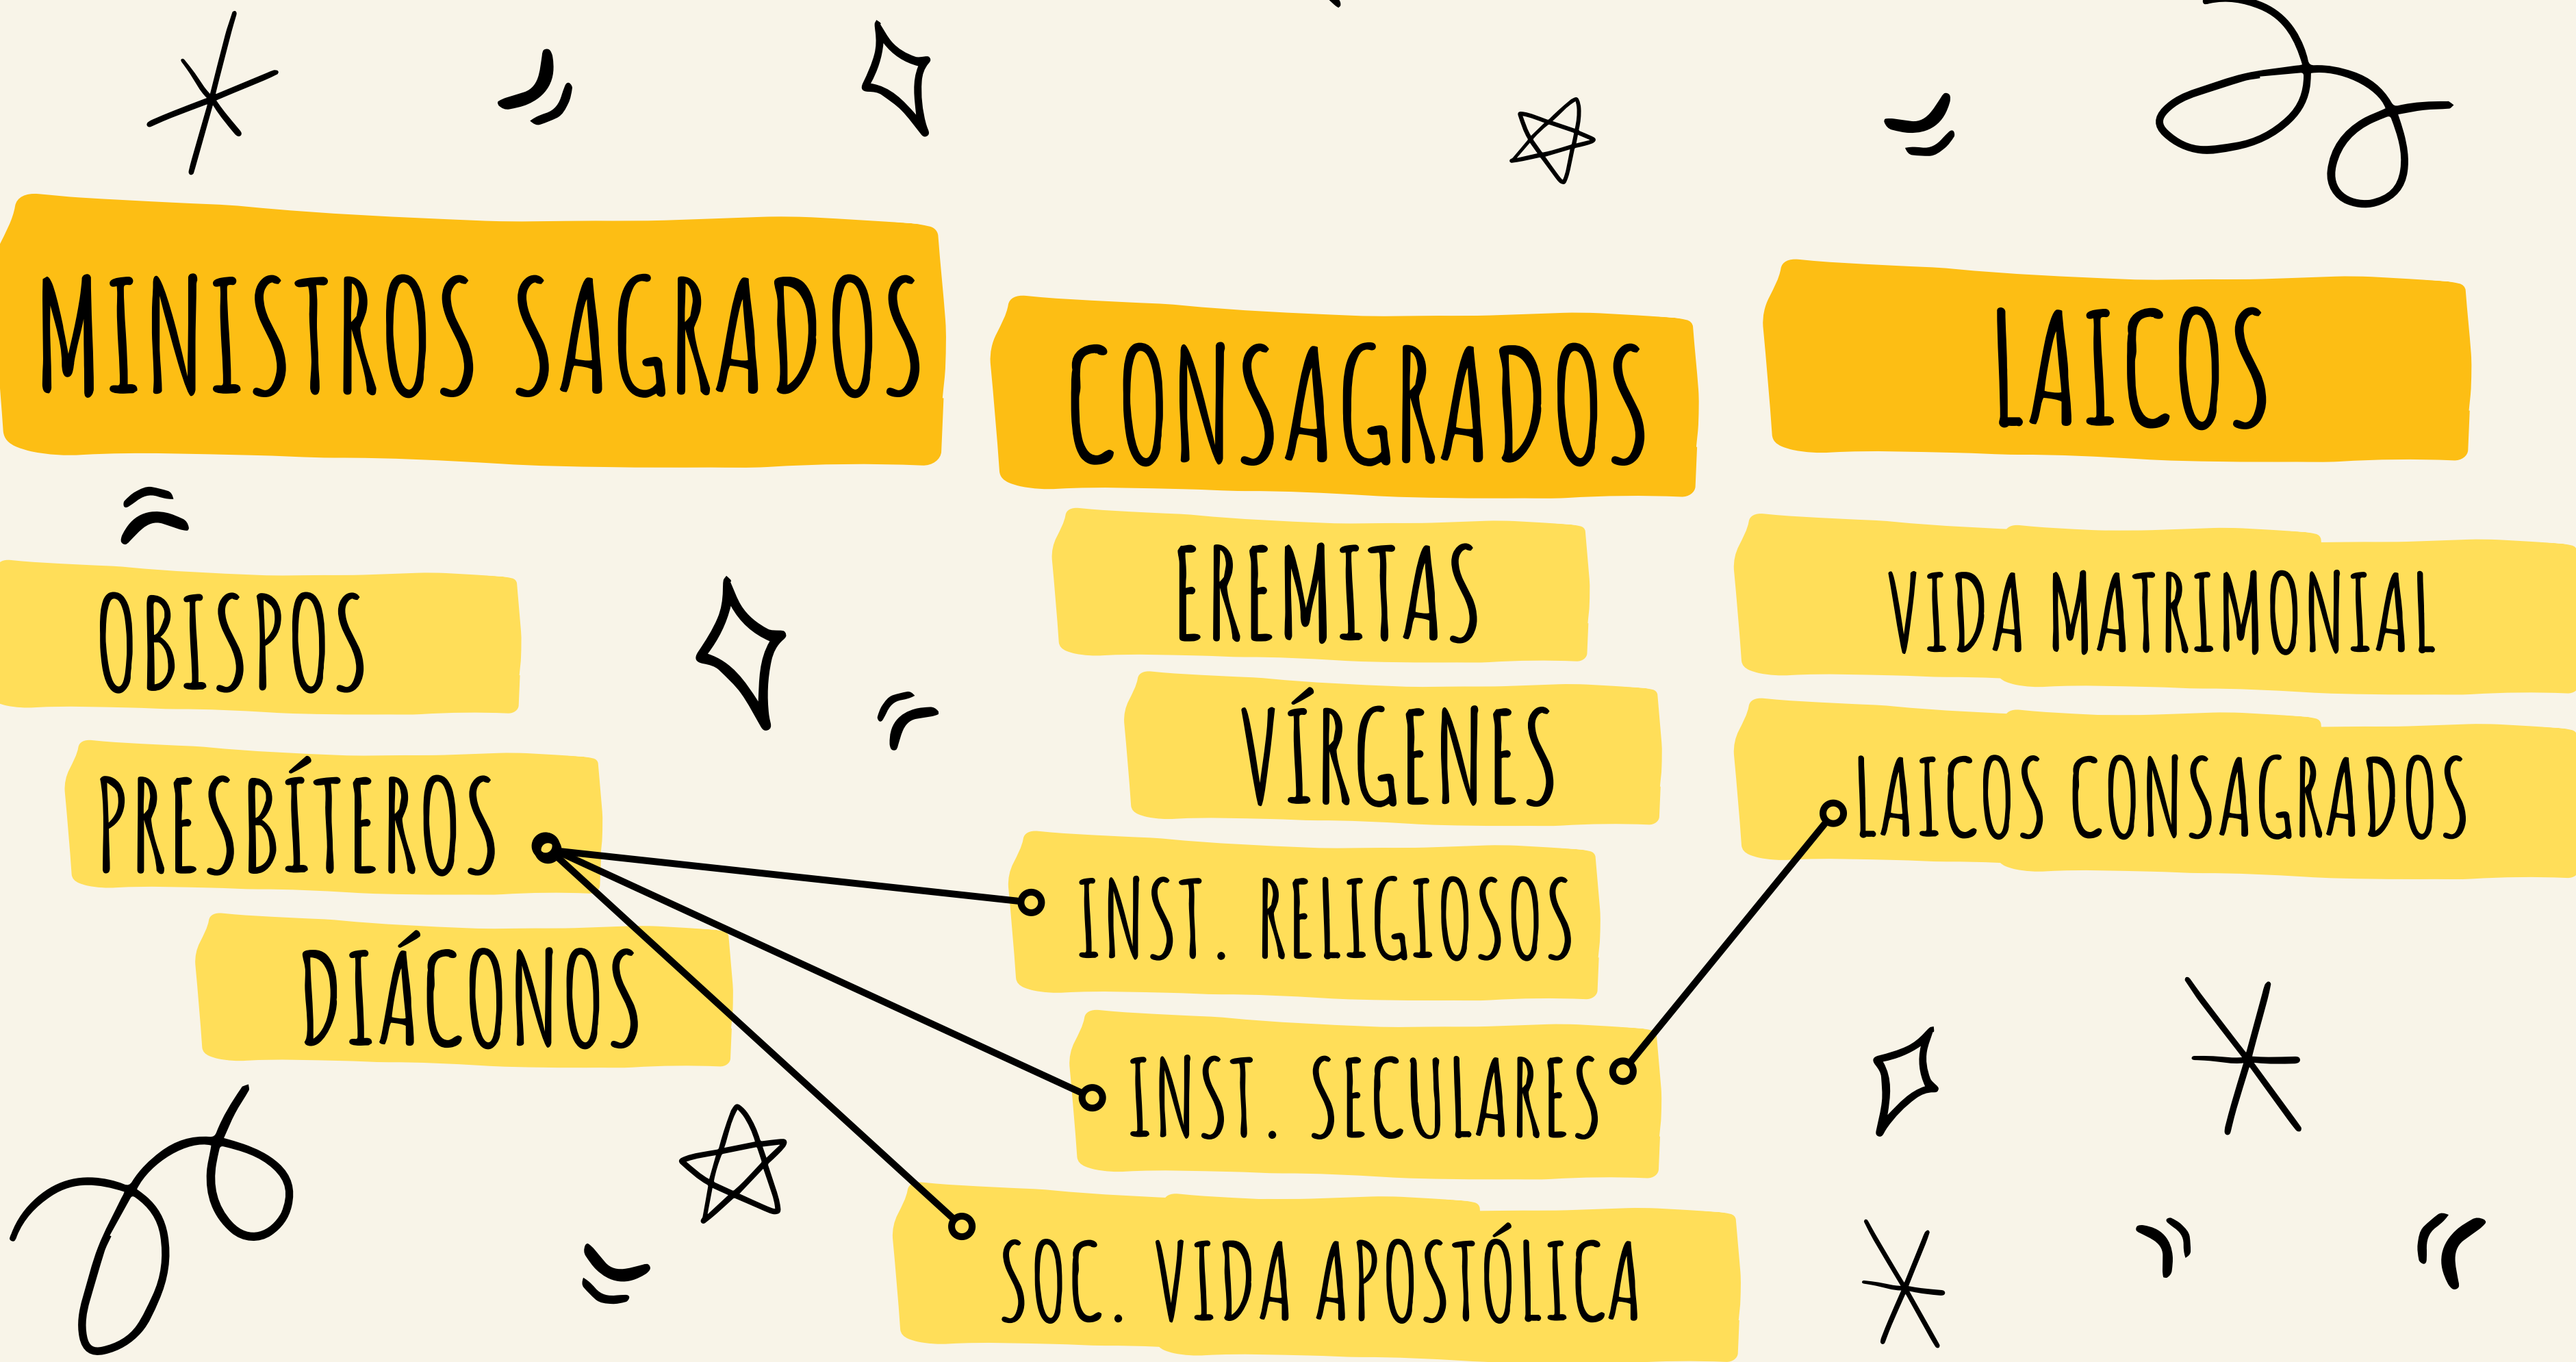 MINISTROS SAGRADOS
OBISPOS
PRESBÍTEROS
DIÁCONOS
CONSAGRADOS
EREMITAS
VÍRGENES
INST. RELIGIOSOS
INST. SECULARES
SOC. VIDA APOSTÓLICA
LAICOS
VIDA MATRIMONIAL
LAICOS CONSAGRADOS